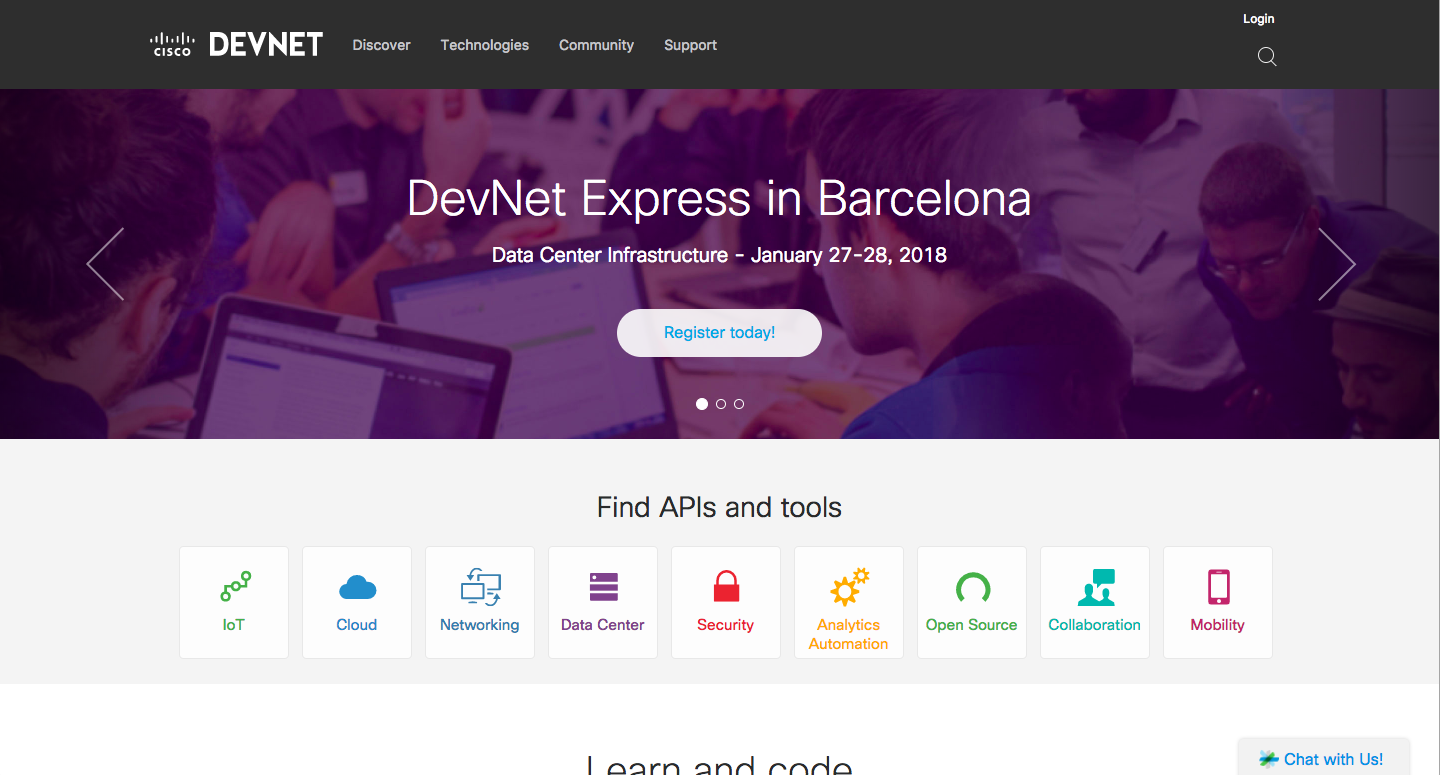 Login
CISCO DEVNET Discover Technologies Community Support
DevNet Express in Barcelona
Data Center Infrastructure - January 27-28, 2018
Register today!
Find APIs and tools
IoT
Cloud
Networking
Data Center
Security
Analytics
Automation
Open Source
Collaboration
Mobility
Learn and code
Chat with Us!